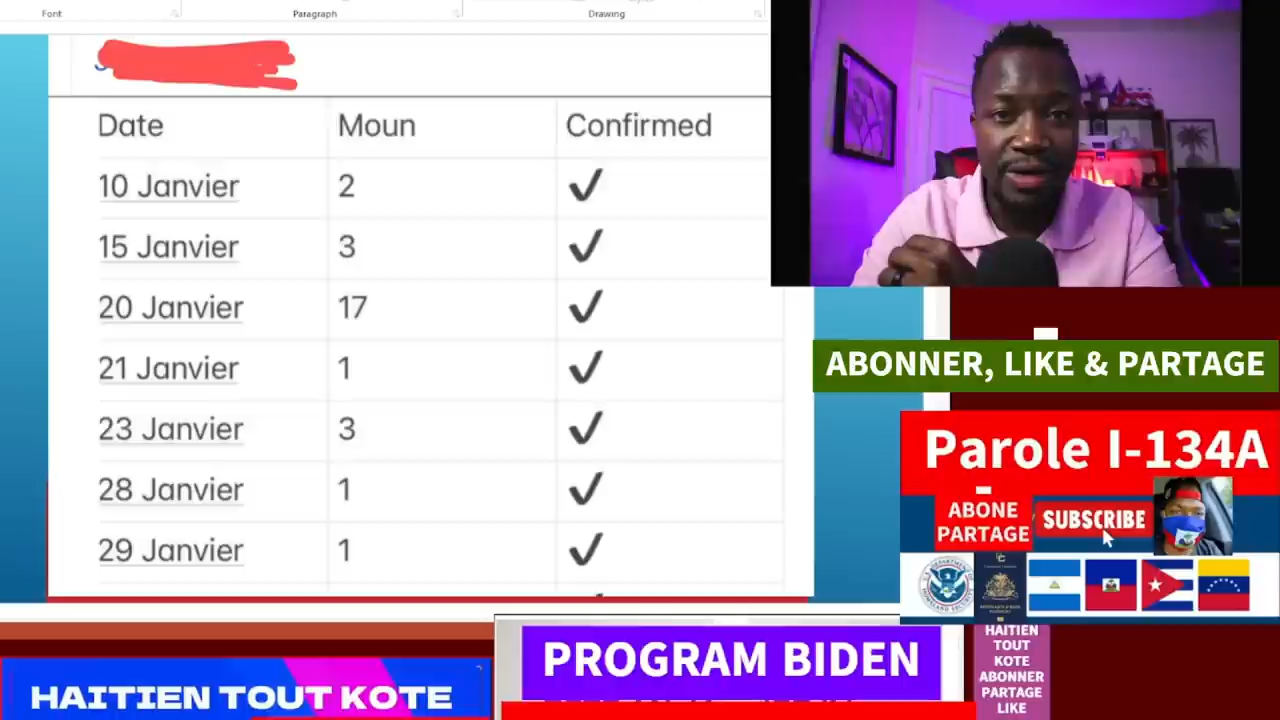 Font Paragraph Drawing
Date Moun Confirmed
10 Janvier 2 ✓
15 Janvier 3 ✓
20 Janvier 17 ✓
21 Janvier 1 ✓
23 Janvier 3 ✓
28 Janvier 1 ✓
29 Janvier 1 ✓
ABONNER, LIKE & PARTAGE
Parole I-134A
ABONE
PARTAGE
SUBSCRIBE
PROGRAM BIDEN
HAITIEN TOUT KOTE
HAITIEN
TOUT
KOTE
ABONNER
PARTAGE
LIKE